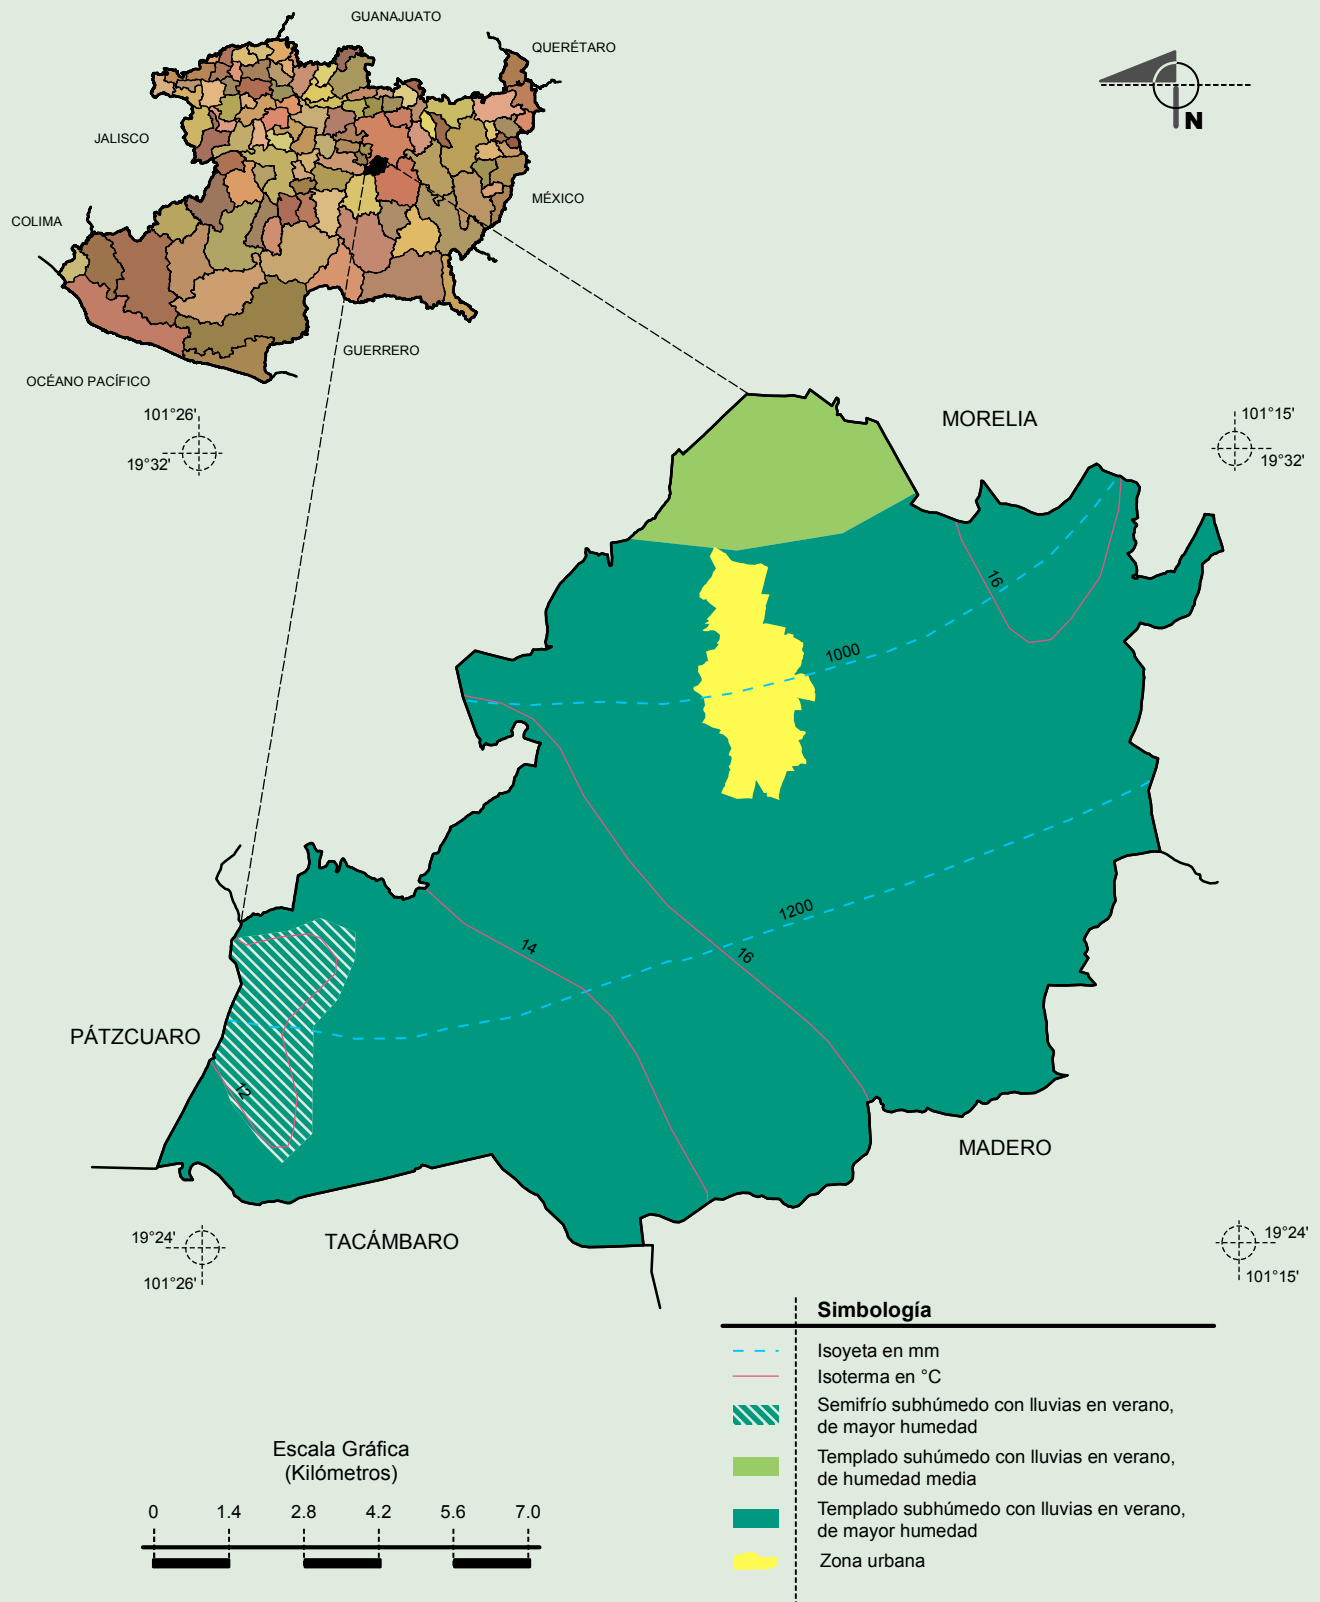 GUANAJUATO
QUERÉTARO
JALISCO
N
MÉXICO
COLIMA
GUERRERO
OCÉANO PACÍFICO
101°26'
19°32'
MORELIA
101°15'
19°32'
16
1000
1200
14
16
PÁTZCUARO
12
MADERO
TACÁMBARO
19°24'
101°26'
19°24'
101°15'
Simbología
Isoyeta en mm
Isoterma en °C
Semifrío subhúmedo con lluvias en verano,
de mayor humedad
Templado suhúmedo con lluvias en verano,
de humedad media
Templado subhúmedo con lluvias en verano,
de mayor humedad
Zona urbana
Escala Gráfica
(Kilómetros)
0 1.4 2.8 4.2 5.6 7.0